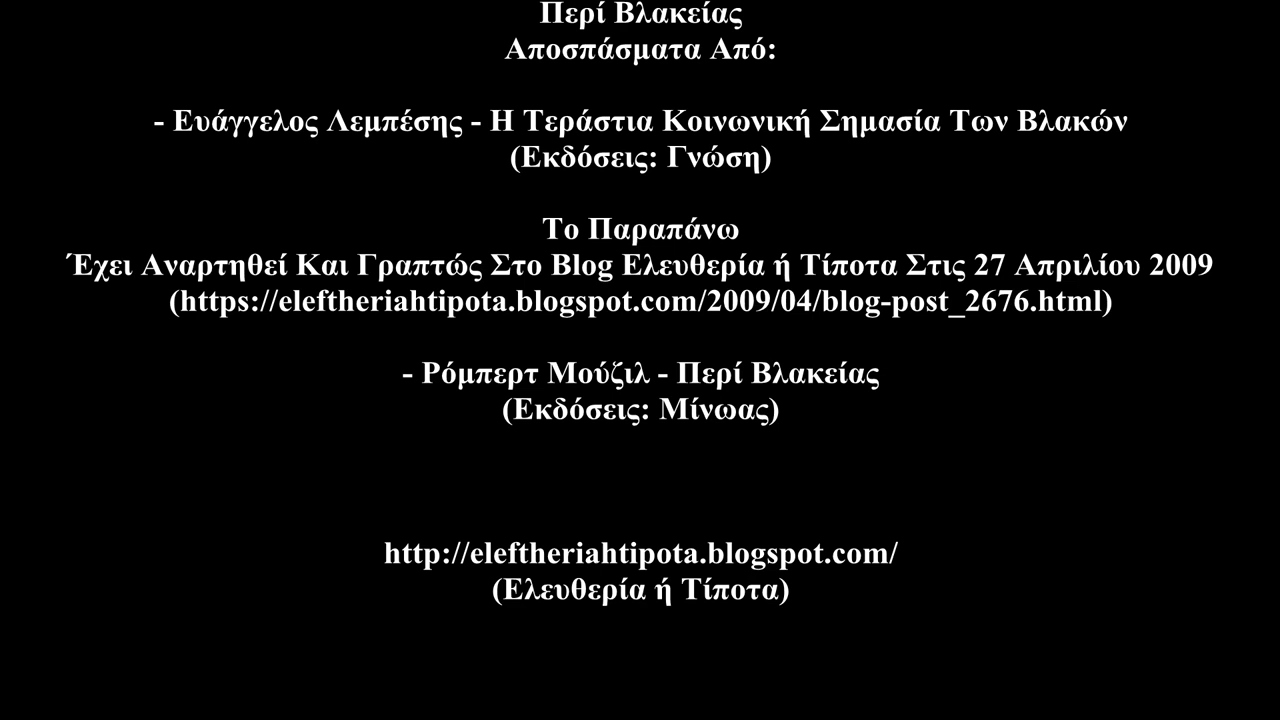 Περί Βλακείας
Αποσπάσματα Από:
- Ευάγγελος Λεμπέσης - Η Τεράστια Κοινωνική Σημασία Των Βλακών
(Εκδόσεις: Γνώση)
Το Παραπάνω
Έχει Αναρτηθεί Και Γραπτώς Στο Blog Ελευθερία ή Τίποτα Στις 27 Απριλίου 2009
(https://eleftheriahtipota.blogspot.com/2009/04/blog-post_2676.html)
- Ρόμπερτ Μούζιλ - Περί Βλακείας
(Εκδόσεις: Μίνωας)
http://eleftheriahtipota.blogspot.com/
(Ελευθερία ή Τίποτα)